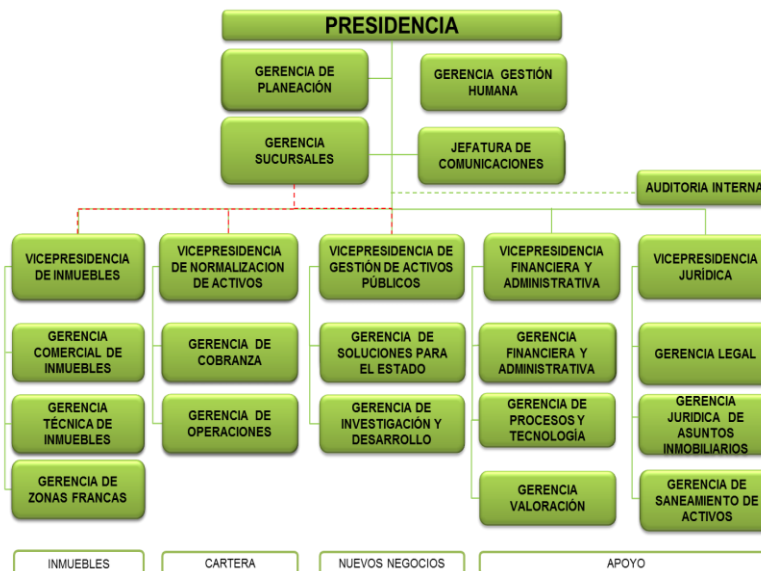 PRESIDENCIA
GERENCIA DE
PLANEACIÓN
GERENCIA GESTIÓN
HUMANA
GERENCIA
SUCURSALES
JEFATURA DE
COMUNICACIONES
AUDITORIA INTERNA
VICEPRESIDENCIA
DE INMUEBLES
VICEPRESIDENCIA
DE NORMALIZACION
DE ACTIVOS
VICEPRESIDENCIA DE
GESTIÓN DE ACTIVOS
PÚBLICOS
VICEPRESIDENCIA
FINANCIERA Y
ADMINISTRATIVA
VICEPRESIDENCIA
JURÍDICA
GERENCIA
COMERCIAL DE
INMUEBLES
GERENCIA DE
COBRANZA
GERENCIA DE
SOLUCIONES PARA
EL ESTADO
GERENCIA
FINANCIERA Y
ADMINISTRATIVA
GERENCIA LEGAL
GERENCIA
TÉCNICA DE
INMUEBLES
GERENCIA DE
OPERACIONES
GERENCIA DE
INVESTIGACIÓN Y
DESARROLLO
GERENCIA DE
PROCESOS Y
TECNOLOGÍA
GERENCIA
JURIDICA DE
ASUNTOS
INMOBILIARIOS
GERENCIA DE
ZONAS FRANCAS
GERENCIA
VALORACIÓN
GERENCIA DE
SANEAMIENTO DE
ACTIVOS
INMUEBLES
CARTERA
NUEVOS NEGOCIOS
APOYO